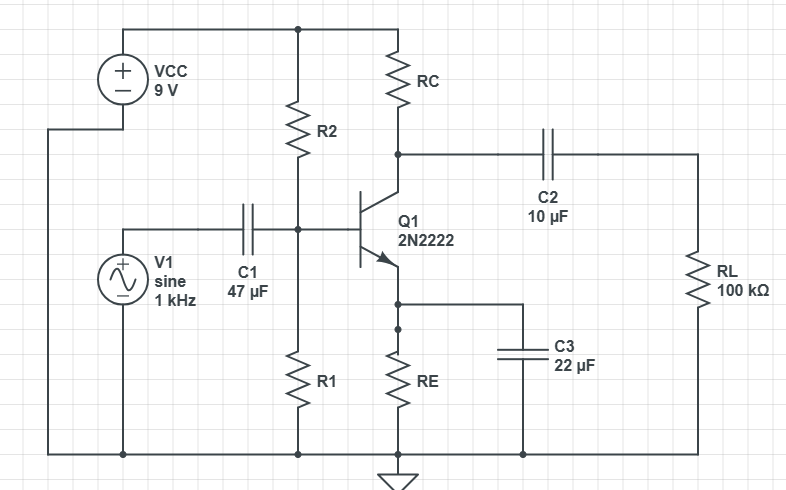 VCC
9 V
RC
R2
C2
10 µF
Q1
2N2222
V1
sine
1 kHz
C1
47 µF
RL
100 kΩ
C3
22 µF
R1
RE